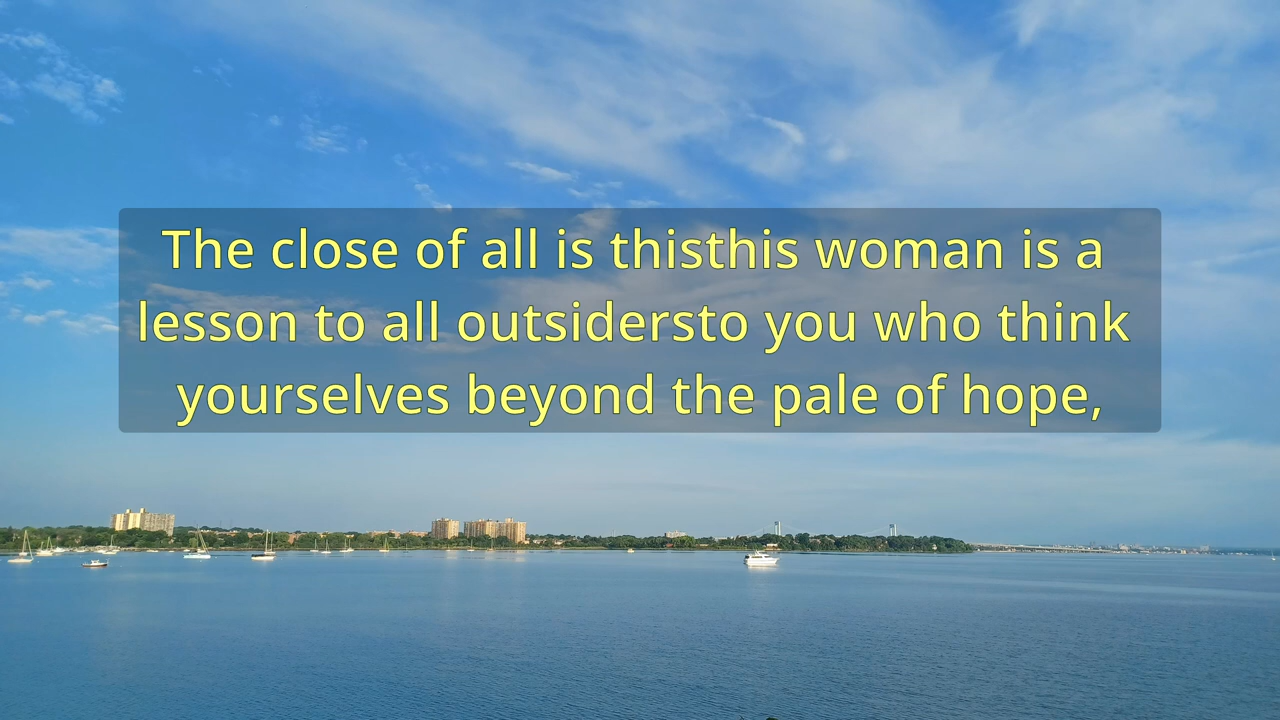 The close of all is thisthis woman is a
lesson to all outsidersto you who think
yourselves beyond the pale of hope,